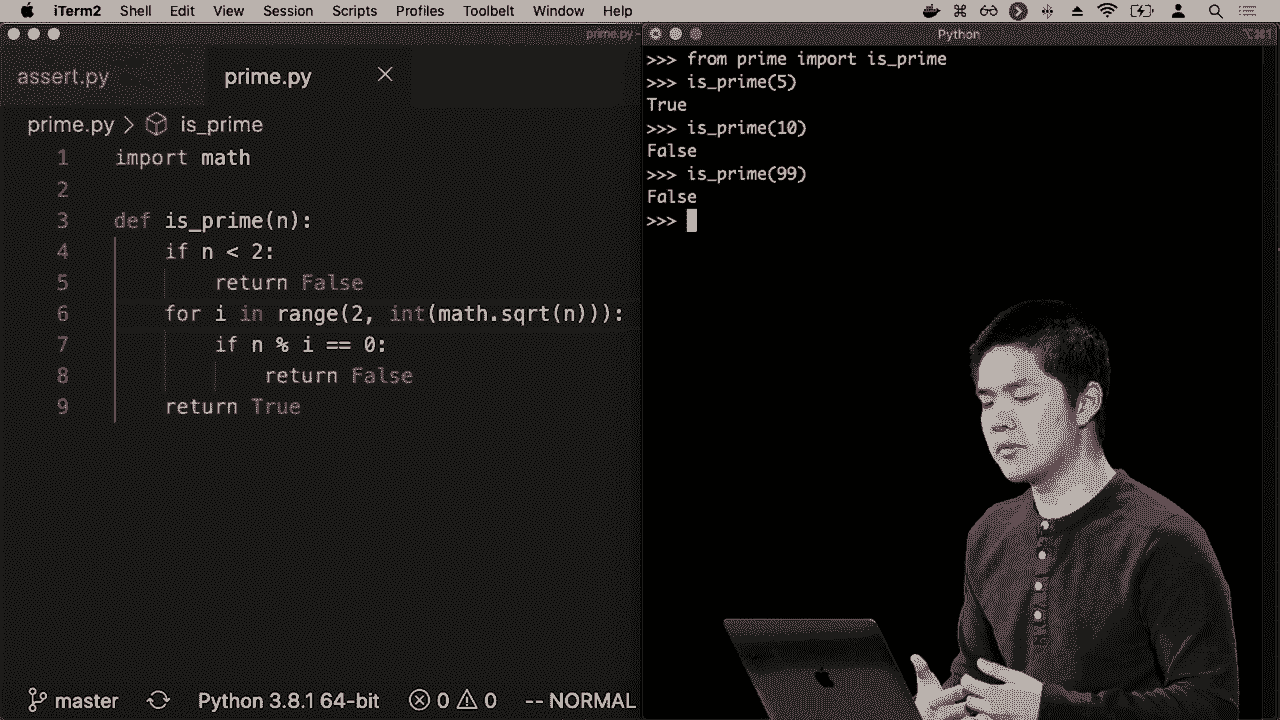 iTerm2 Shell Edit View Session Scripts Profiles Toolbelt Window Help
prime.py -
Python
⌥⌘1
assert.py prime.py ×
prime.py > is_prime
1 import math
2
3 def is_prime(n):
4 if n < 2:
5 return False
6 for i in range(2, int(math.sqrt(n))):
7 if n % i == 0:
8 return False
9 return True
master Python 3.8.1 64-bit 0 0 -- NORMAL
>>> from prime import is_prime
>>> is_prime(5)
True
>>> is_prime(10)
False
>>> is_prime(99)
False
>>>